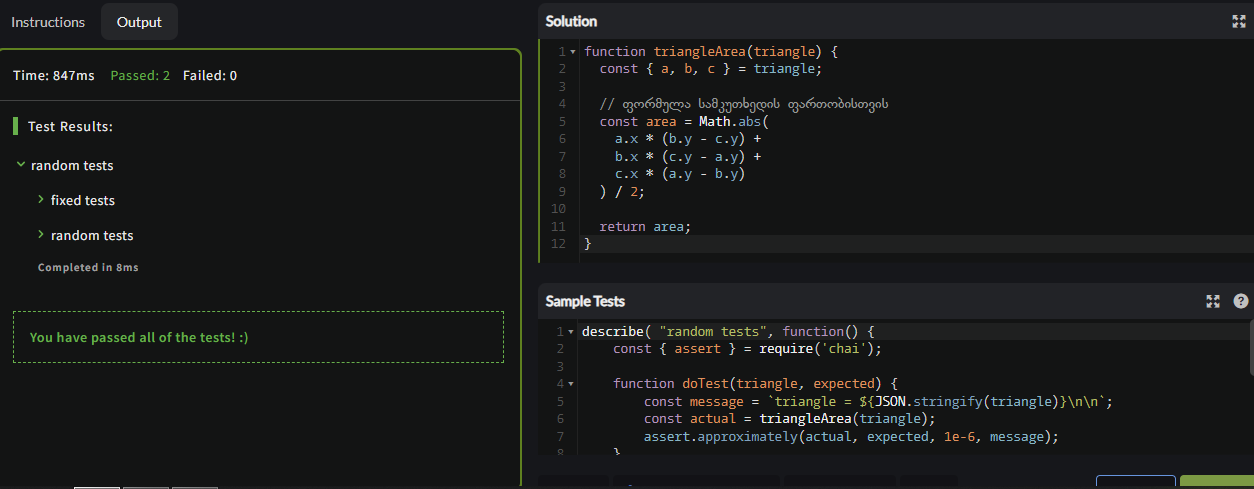 Instructions
Output
Time: 847ms Passed: 2 Failed: 0
Test Results:
random tests
fixed tests
random tests
Completed in 8ms
You have passed all of the tests! :)
Solution
1 function triangleArea(triangle) {
2 const { a, b, c } = triangle;
3
4 // ფორმულა სამკუთხედის ფართობისთვის
5 const area = Math.abs(
6 a.x * (b.y - c.y) +
7 b.x * (c.y - a.y) +
8 c.x * (a.y - b.y)
9 ) / 2;
10
11 return area;
12 }
Sample Tests
?
1 describe( "random tests", function() {
2 const { assert } = require('chai');
3
4 function doTest(triangle, expected) {
5 const message = `triangle = ${JSON.stringify(triangle)}\n\n`;
6 const actual = triangleArea(triangle);
7 assert.approximately(actual, expected, 1e-6, message);
8 }